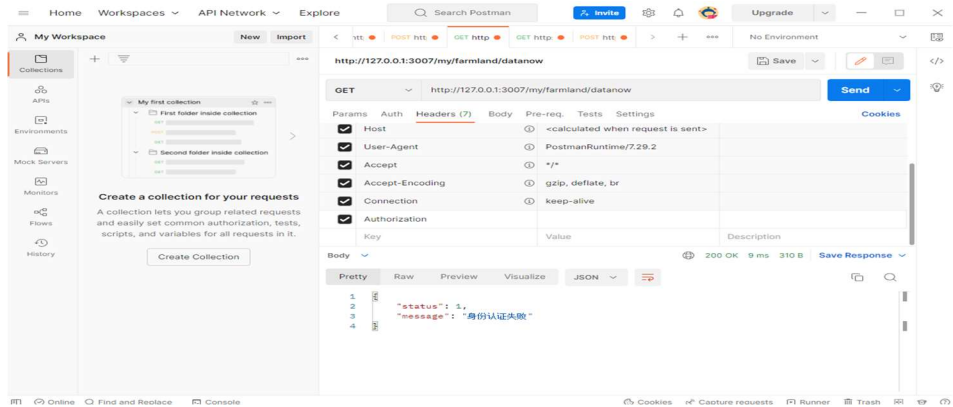 Home Workspaces API Network Explore Search Postman Invite Upgrade
My Workspace New Import
Collections
APIs
Environments
Mock Servers
Monitors
Flows
History
My first collection
First folder inside collection
Second folder inside collection
Create a collection for your requests
A collection lets you group related requests
and easily set common authorization, tests,
scripts, and variables for all requests in it.
Create Collection
POST htt GET http GET http POST htt No Environment
http://127.0.0.1:3007/my/farmland/datanow Save
GET http://127.0.0.1:3007/my/farmland/datanow Send
Params Auth Headers (7) Body Pre-req. Tests Settings Cookies
Host <calculated when request is sent>
User-Agent PostmanRuntime/7.29.2
Accept */*
Accept-Encoding gzip, deflate, br
Connection keep-alive
Authorization
Key Value Description
Body 200 OK 9 ms 310 B Save Response
Pretty Raw Preview Visualize JSON
1
2 "status": 1,
3 "message": "身份认证失败"
4
Online Find and Replace Console Cookies Capture requests Runner Trash